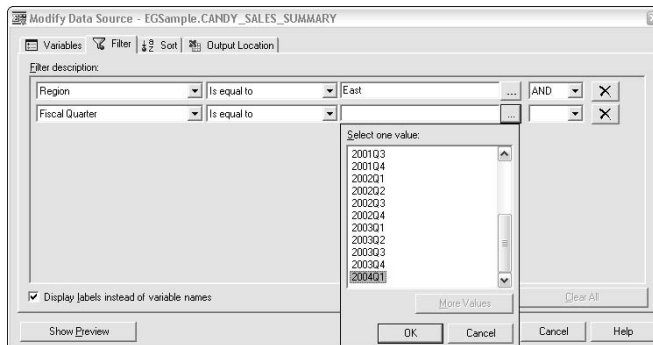 Modify Data Source - EGSample.CANDY_SALES_SUMMARY
Variables Filter Sort Output Location
Filter description:
Region Is equal to East ... AND
Fiscal Quarter Is equal to ...
Select one value:
2001Q3
2001Q4
2002Q1
2002Q2
2002Q3
2002Q4
2003Q1
2003Q2
2003Q3
2003Q4
2004Q1
Display labels instead of variable names
More Values
Clear All
Show Preview
OK Cancel Cancel Help